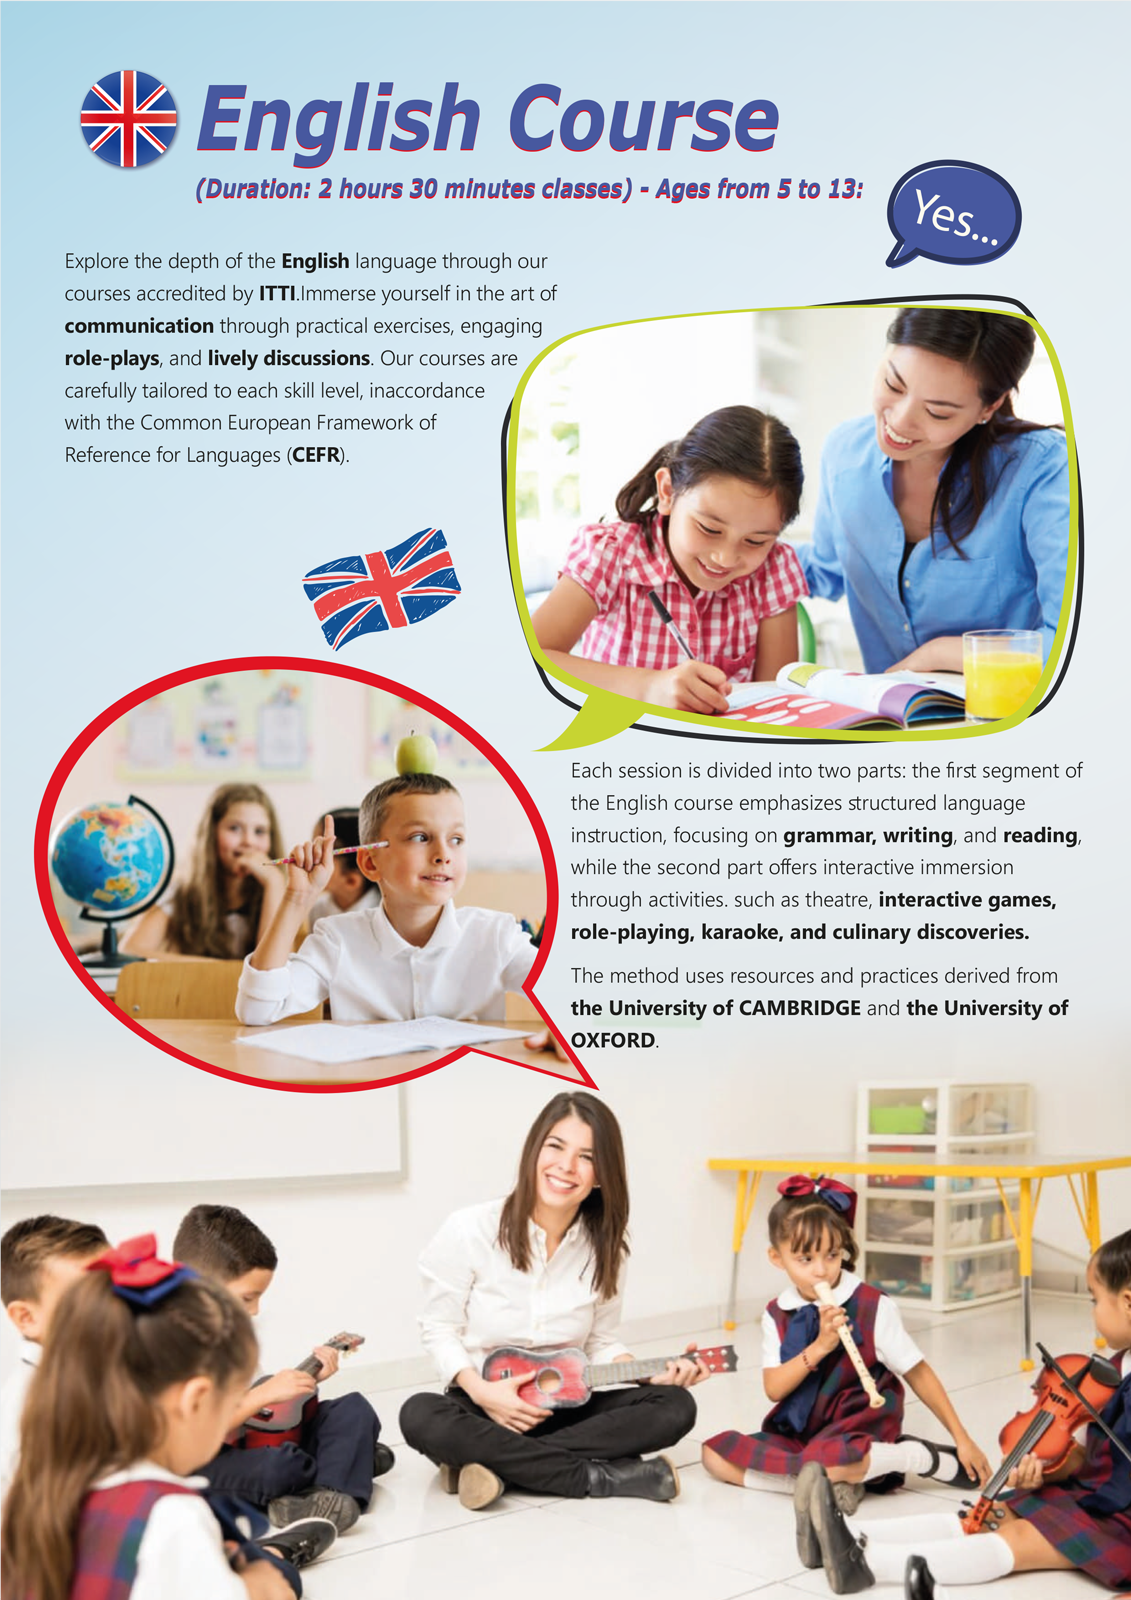 English Course
(Duration: 2 hours 30 minutes classes) - Ages from 5 to 13:
Yes...
Explore the depth of the English language through our
courses accredited by ITTI.Immerse yourself in the art of
communication through practical exercises, engaging
role-plays, and lively discussions. Our courses are
carefully tailored to each skill level, inaccordance
with the Common European Framework of
Reference for Languages (CEFR).
Each session is divided into two parts: the first segment of
the English course emphasizes structured language
instruction, focusing on grammar, writing, and reading,
while the second part offers interactive immersion
through activities. such as theatre, interactive games,
role-playing, karaoke, and culinary discoveries.
The method uses resources and practices derived from
the University of CAMBRIDGE and the University of
OXFORD.